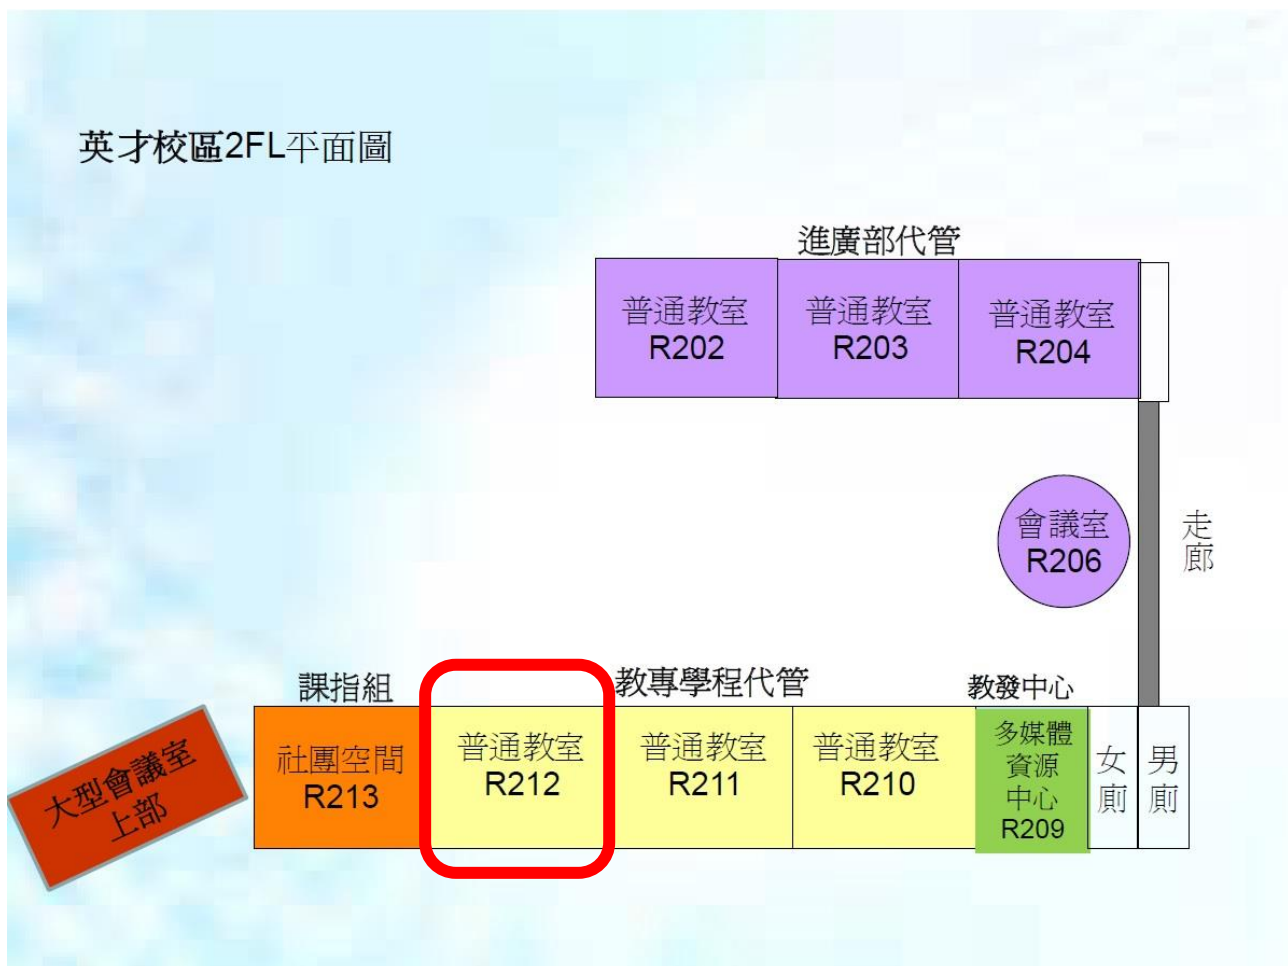 英才校區2FL平面圖
進廣部代管
普通教室
R202
普通教室
R203
普通教室
R204
會議室
R206
走廊
課指組
教專學程代管
教發中心
大型會議室
上部
社團空間
R213
普通教室
R212
普通教室
R211
普通教室
R210
多媒體
資源
中心
R209
女廁
男廁